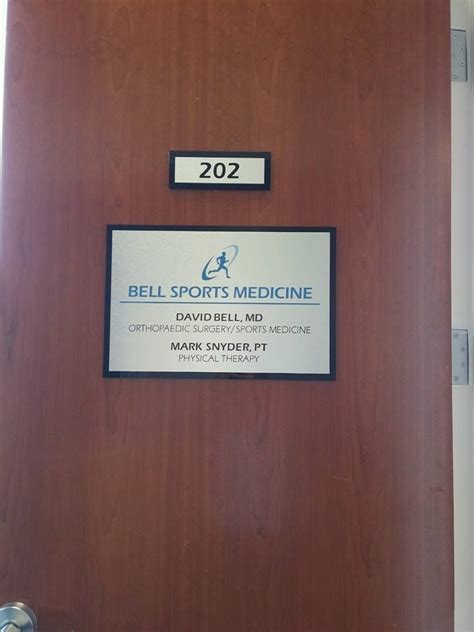 202
BELL SPORTS MEDICINE
DAVID BELL, MD
ORTHOPAEDIC SURGERY/SPORTS MEDICINE
MARK SNYDER, PT
PHYSICAL THERAPY